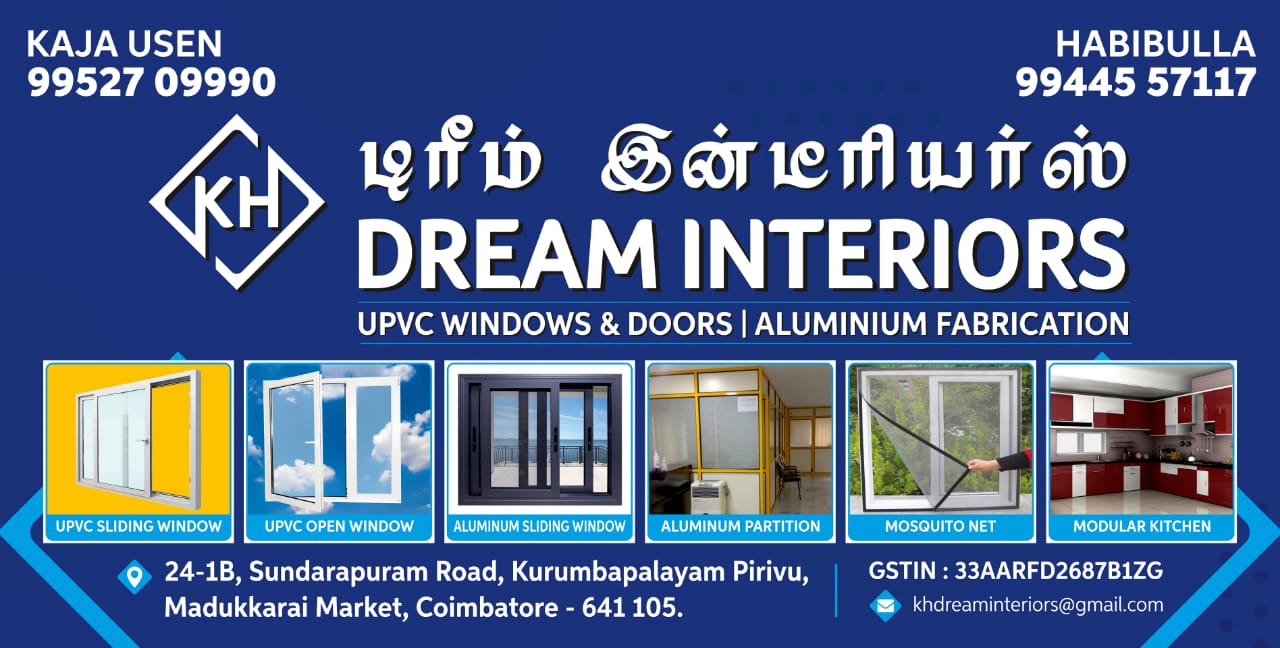 KAJA USEN
99527 09990
HABIBULLA
99445 57117
KH
டிரீம் இன்டீரியர்ஸ்
DREAM INTERIORS
UPVC WINDOWS & DOORS | ALUMINIUM FABRICATION
UPVC SLIDING WINDOW
UPVC OPEN WINDOW
ALUMINUM SLIDING WINDOW
ALUMINUM PARTITION
MOSQUITO NET
MODULAR KITCHEN
24-1B, Sundarapuram Road, Kurumbapalayam Pirivu,
Madukkarai Market, Coimbatore - 641 105.
GSTIN : 33AARFD2687B1ZG
khdreaminteriors@gmail.com